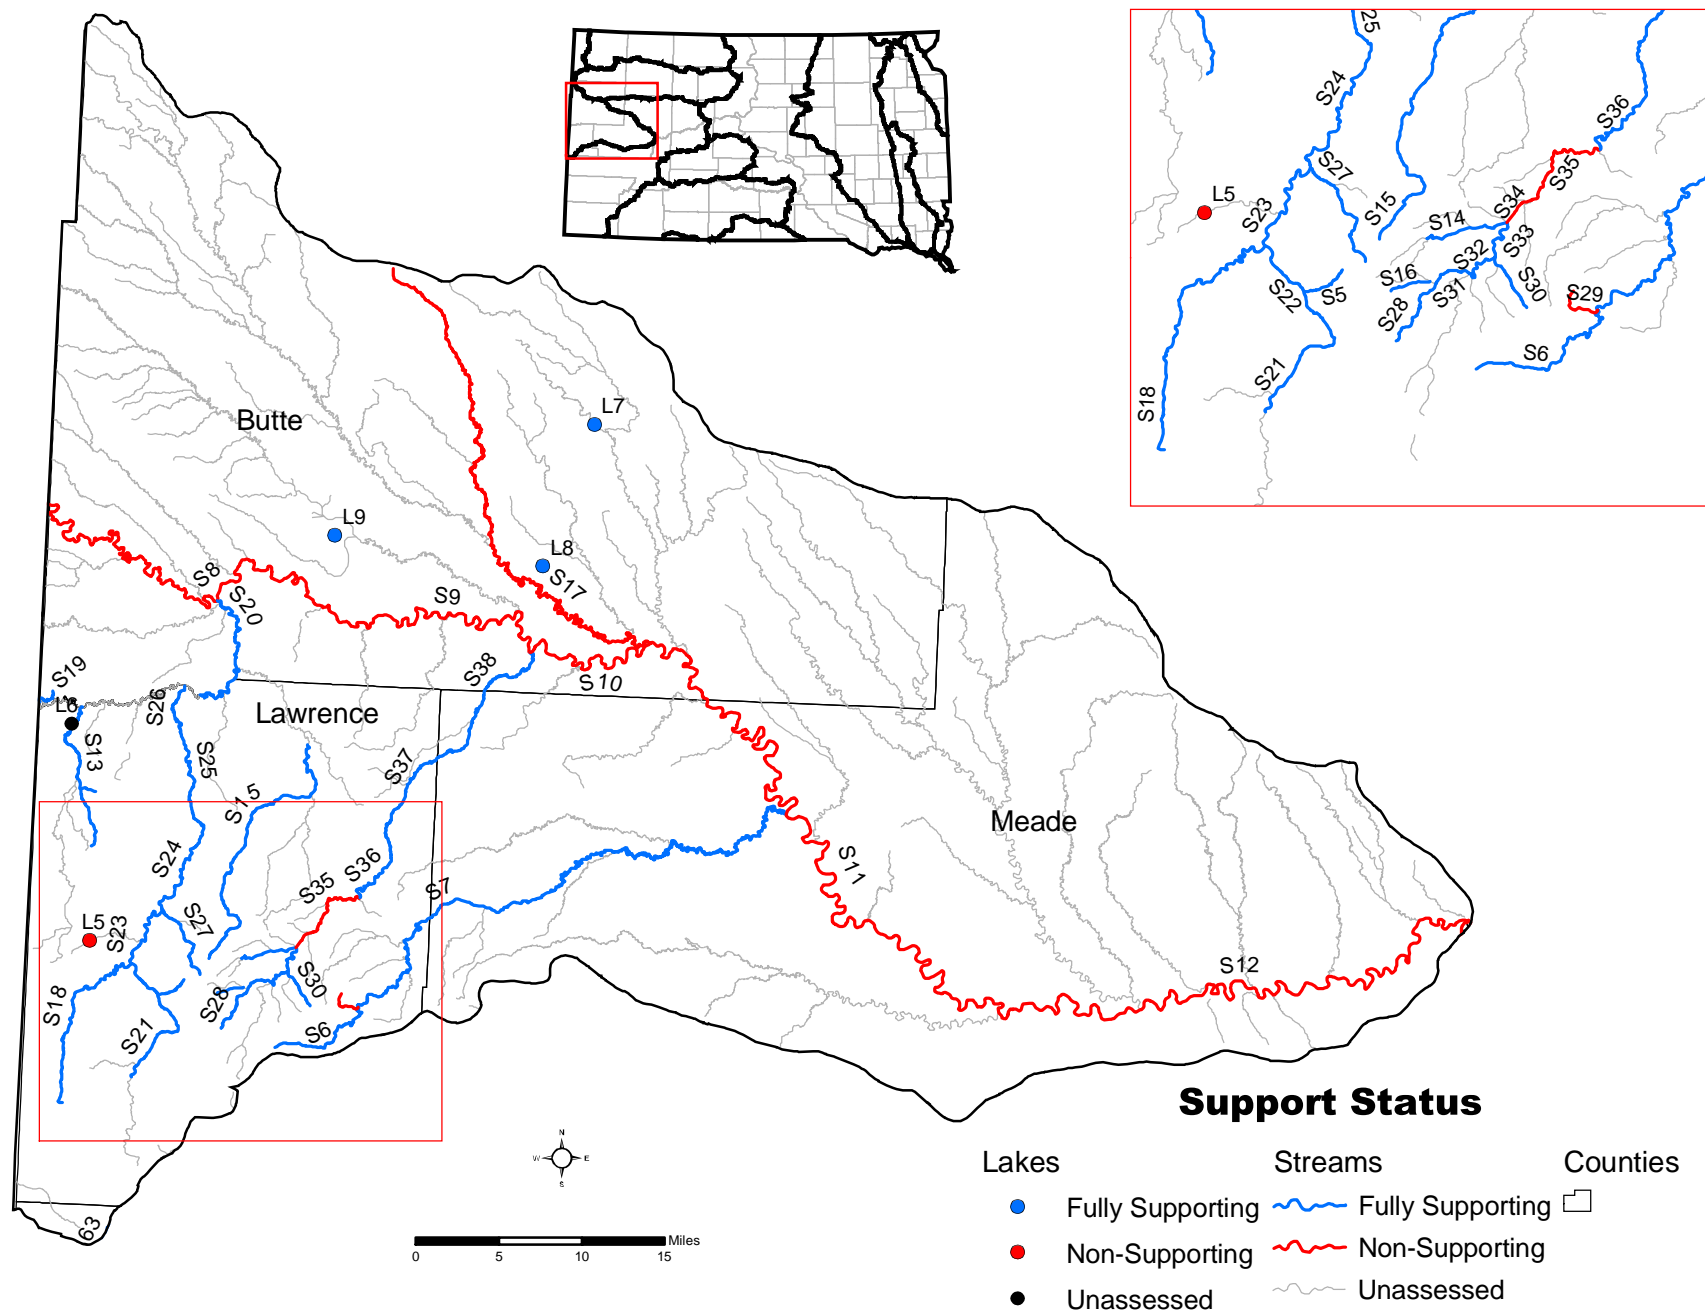 25
S24
S36
S27
S35
L5
S15
S34
S23
S14
S33
S32
S16
S30
S5
S22
S31
S29
S28
S6
S21
S18
L7
Butte
L9
L8
S8
S17
S20
S9
S38
S19
S10
L6
S26
Lawrence
S13
S25
S37
S15
Meade
S24
S36
S11
S35
S7
S27
L5
S23
S12
S30
S18
S28
S21
S6
Support Status
N
W E
S
Lakes Streams Counties
Fully Supporting Fully Supporting
63
Miles
Non-Supporting Non-Supporting
0 5 10 15
Unassessed Unassessed